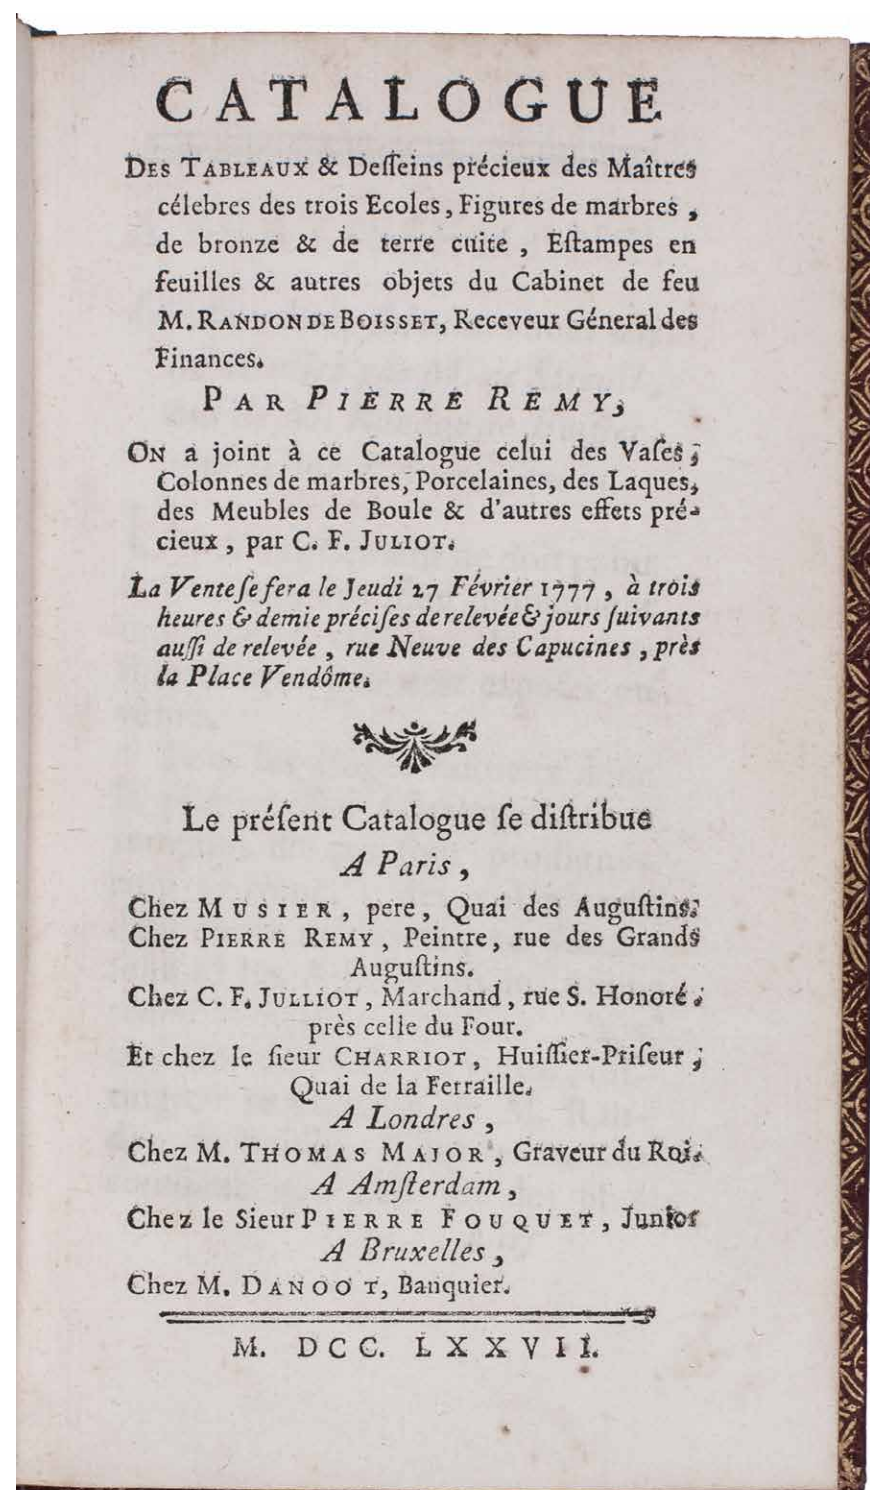 CATALOGUE
DES TABLEAUX & Deſſeins précieux des Maîtres
célebres des trois Ecoles, Figures de marbres,
de bronze & de terre cuite, Eſtampes en
feuilles & autres objets du Cabinet de feu
M. RANDON DE BOISSET, Receveur Géneral des
Finances.
PAR PIERRE REMY,
ON a joint à ce Catalogue celui des Vaſes,
Colonnes de marbres, Porcelaines, des Laques,
des Meubles de Boule & d'autres effets pré-
cieux, par C. F. JULIOT.
La Vente ſe fera le Jeudi 27 Février 1777, à trois
heures & demie préciſes de relevée & jours ſuivants
auſſi de relevée, rue Neuve des Capucines, près
la Place Vendôme.
Le préſent Catalogue ſe diſtribue
A Paris,
Chez MUSIER, pere, Quai des Auguſtins.
Chez PIERRE REMY, Peintre, rue des Grands
Auguſtins.
Chez C. F. JULLIOT, Marchand, rue S. Honoré,
près celle du Four.
Et chez le ſieur CHARRIOT, Huiſſier-Priſeur,
Quai de la Ferraille.
A Londres,
Chez M. THOMAS MAJOR, Graveur du Roi.
A Amſterdam,
Chez le Sieur PIERRE FOUQUET, Junior
A Bruxelles,
Chez M. DANOOT, Banquier.
M. DCC. LXXVII.